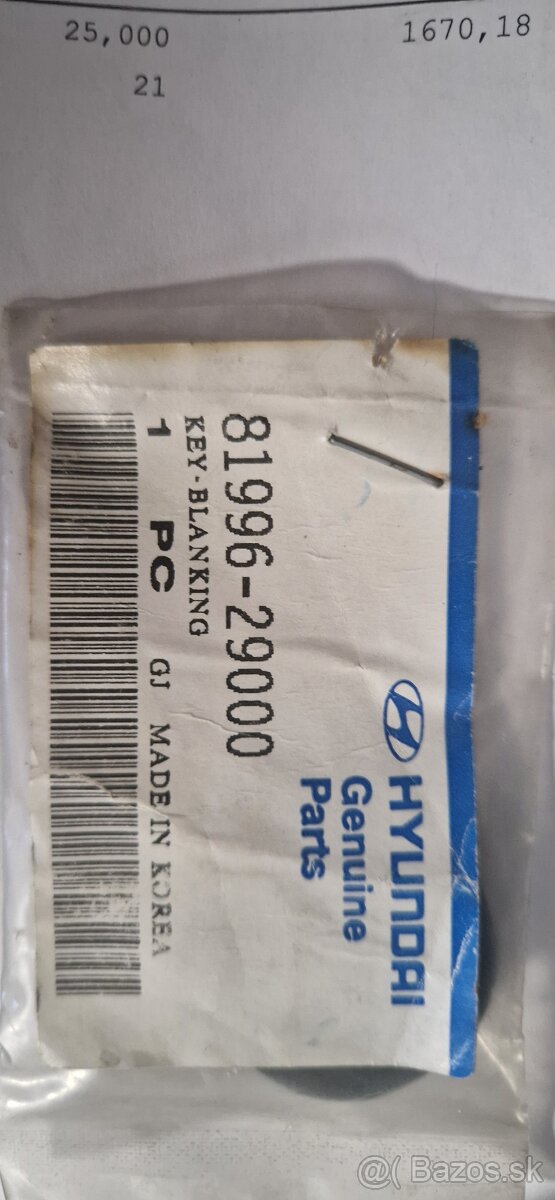 25,000 1670,18
21
HYUNDAI
Genuine
Parts
81996-29000
KEY-BLANKING
1 PC GJ MADE IN KOREA
@( Bazos.sk